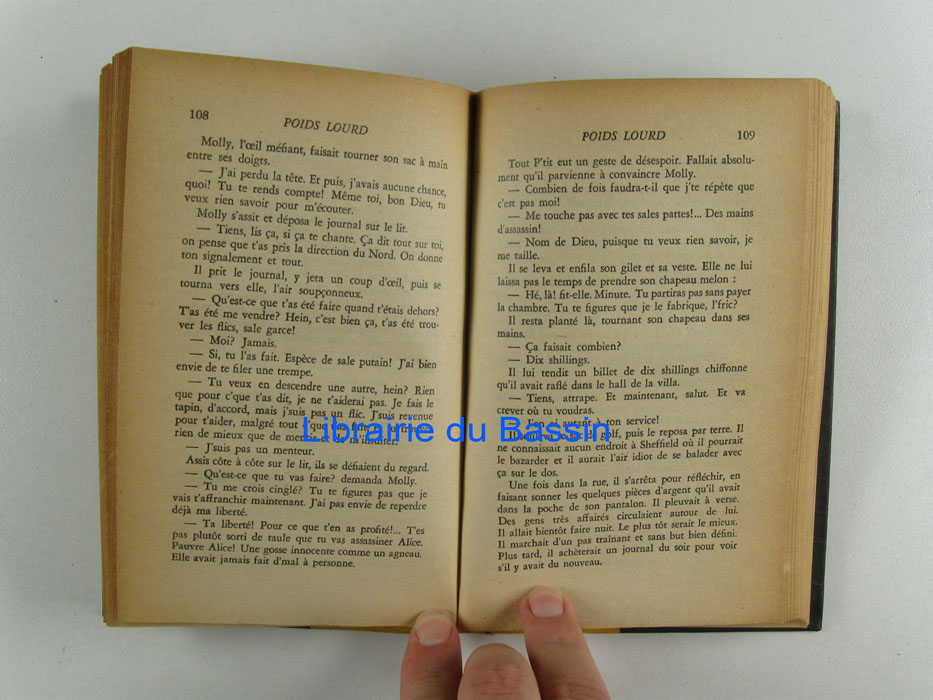 108
POIDS LOURD
Molly, l'œil méfiant, faisait tourner son sac à main
entre ses doigts.
— J'ai perdu la tête. Et puis, j'avais aucune chance,
quoi! Tu te rends compte! Même toi, bon Dieu, tu
veux rien savoir pour m'écouter.
Molly s'assit et déposa le journal sur le lit.
— Tiens, lis ça, si ça te chante. Ça dit tout sur toi,
on pense que t'as pris la direction du Nord. On donne
ton signalement et tout.
Il prit le journal, y jeta un coup d'œil, puis se
tourna vers elle, l'air soupçonneux.
— Qu'est-ce que t'as été faire quand t'étais dehors?
T'as été me vendre? Hein, c'est bien ça, t'as été trou-
ver les flics, sale garce!
— Moi? Jamais.
— Si, tu l'as fait. Espèce de sale putain! J'ai bien
envie de te filer une trempe.
— Tu veux en descendre une autre, hein? Rien
que pour c'que t'as dit, je ne t'aiderai pas. Je fais le
tapin, d'accord, mais j'suis pas un flic. J'suis revenue
pour t'aider, malgré tout c'que
rien de mieux que de
— J'suis pas un menteur.
Assis côte à côte sur le lit, ils se défiaient du regard.
— Qu'est-ce que tu vas faire? demanda Molly.
— Tu me crois cinglé? Tu te figures pas que je
vais t'affranchir maintenant. J'ai pas envie de reperdre
déjà ma liberté.
— Ta liberté! Pour ce que t'en as profité!... T'es
pas plutôt sorti de taule que tu vas assassiner Alice.
Pauvre Alice! Une gosse innocente comme un agneau.
Elle avait jamais fait d'mal à personne.
POIDS LOURD
109
Tout P'tit eut un geste de désespoir. Fallait absolu-
ment qu'il parvienne à convaincre Molly.
— Combien de fois faudra-t-il que j'te répète que
c'est pas moi!
— Me touche pas avec tes sales pattes!... Des mains
d'assassin!
— Nom de Dieu, puisque tu veux rien savoir, je
me taille.
Il se leva et enfila son gilet et sa veste. Elle ne lui
laissa pas le temps de prendre son chapeau melon :
— Hé, là! fit-elle. Minute. Tu partiras pas sans payer
la chambre. Tu te figures que je le fabrique, l'fric?
Il resta planté là, tournant son chapeau dans ses
mains.
— Ça faisait combien?
— Dix shillings.
Il lui tendit un billet de dix shillings chiffonne
qu'il avait raflé dans le hall de la villa.
— Tiens, attrape. Et maintenant, salut. Et va
crever où tu voudras.
autant à ton service!
golf, puis le reposa par terre. Il
ne connaissait aucun endroit à Sheffield où il pourrait
le bazarder et il aurait l'air idiot de se balader avec
ça sur le dos.
Une fois dans la rue, il s'arrêta pour réfléchir, en
faisant sonner les quelques pièces d'argent qu'il avait
dans la poche de son pantalon. Il pleuvait à verse.
Des gens très affairés circulaient autour de lui.
Il allait bientôt faire nuit. Le plus tôt serait le mieux.
Il marchait d'un pas traînant et sans but bien défini.
Plus tard, il achèterait un journal du soir pour voir
s'il y avait du nouveau.
Librairie du Bassin